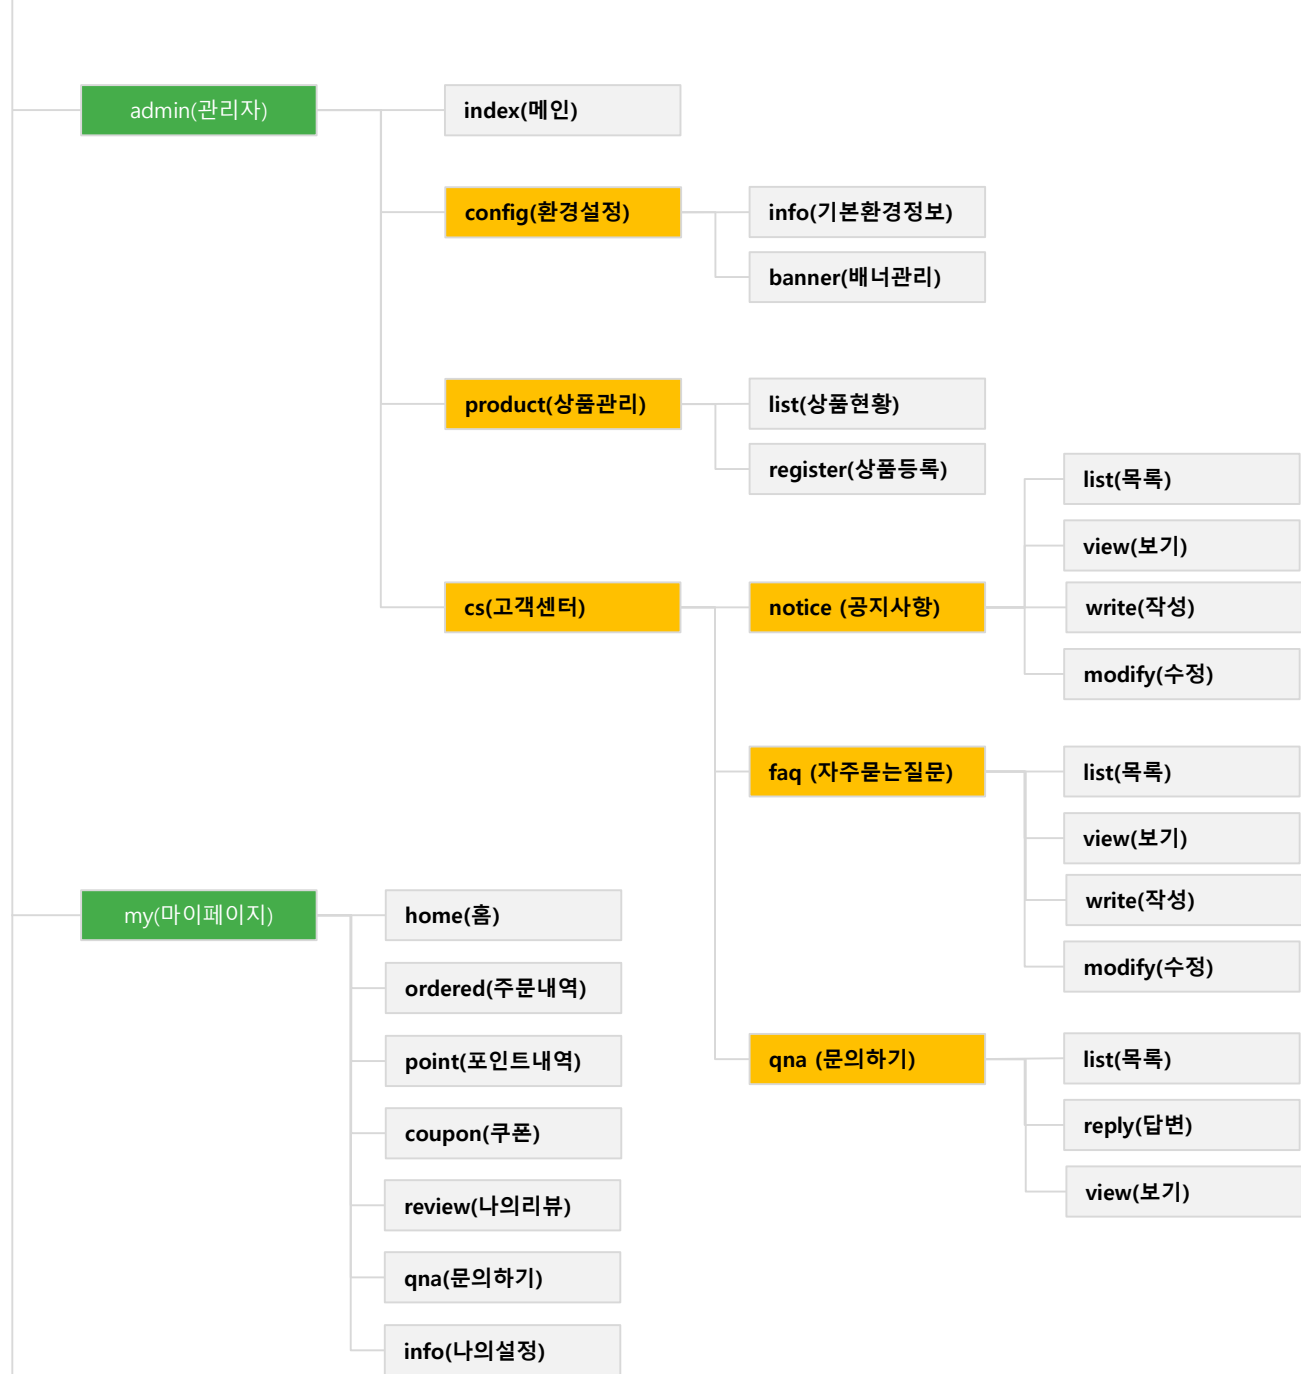 admin(관리자)
index(메인)
config(환경설정)
info(기본환경정보)
banner(배너관리)
product(상품관리)
list(상품현황)
register(상품등록)
cs(고객센터)
notice (공지사항)
list(목록)
view(보기)
write(작성)
modify(수정)
faq (자주묻는질문)
list(목록)
view(보기)
write(작성)
modify(수정)
qna (문의하기)
list(목록)
reply(답변)
view(보기)
my(마이페이지)
home(홈)
ordered(주문내역)
point(포인트내역)
coupon(쿠폰)
review(나의리뷰)
qna(문의하기)
info(나의설정)